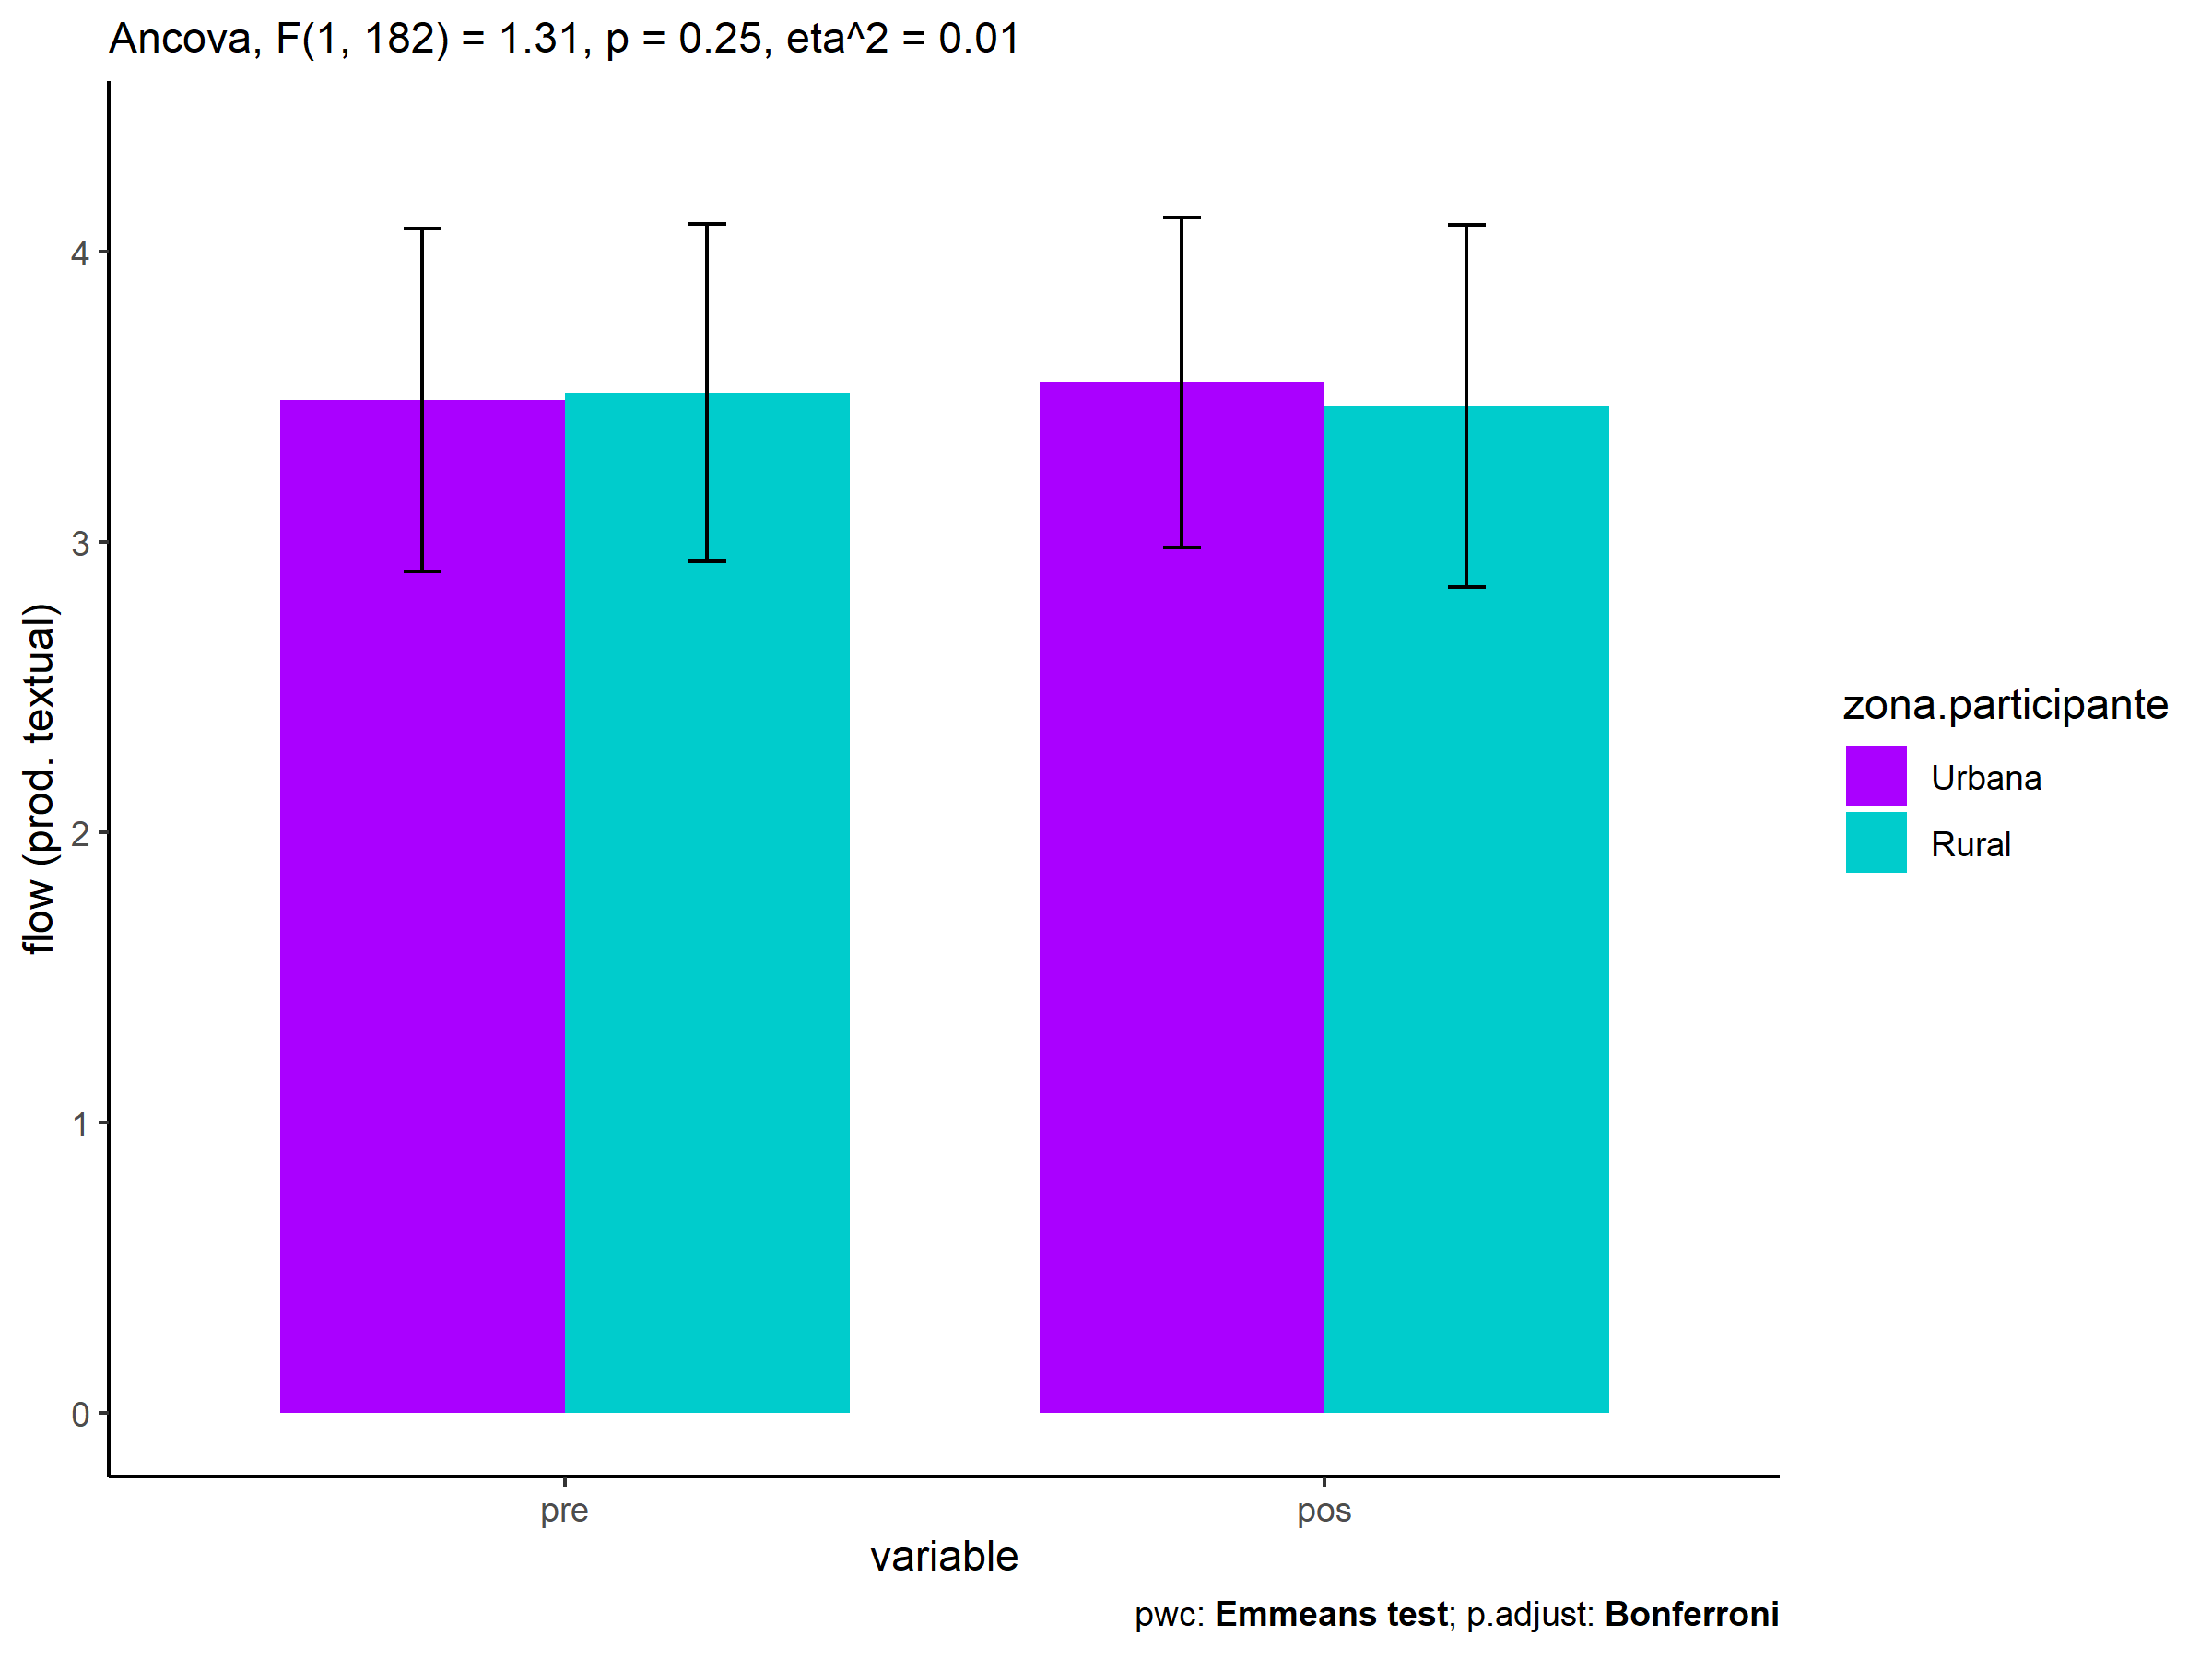 Ancova, F(1, 182) = 1.31, p = 0.25, eta^2 = 0.01
flow (prod. textual)
4
3
2
1
0
pre
pos
variable
zona.participante
Urbana
Rural
pwc: Emmeans test; p.adjust: Bonferroni